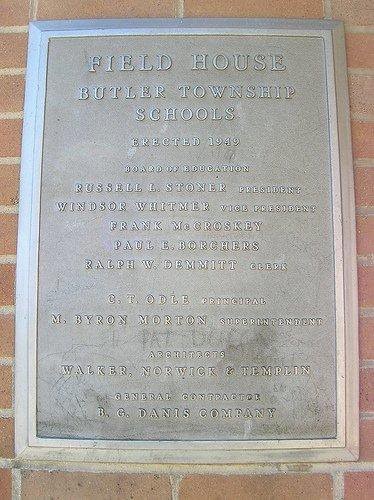 FIELD HOUSE
BUTLER TOWNSHIP
SCHOOLS
ERECTED 1949
BOARD OF EDUCATION
RUSSELL L. STONER PRESIDENT
WINDSOR WHITMER VICE PRESIDENT
FRANK McCROSKEY
PAUL E. BORCHERS
RALPH W. DEMMITT CLERK
C. T. ODLE PRINCIPAL
M. BYRON MORTON SUPERINTENDENT
PAT
ARCHITECTS
WALKER, NORWICK & TEMPLIN
GENERAL CONTRACTOR
B. G. DANIS COMPANY